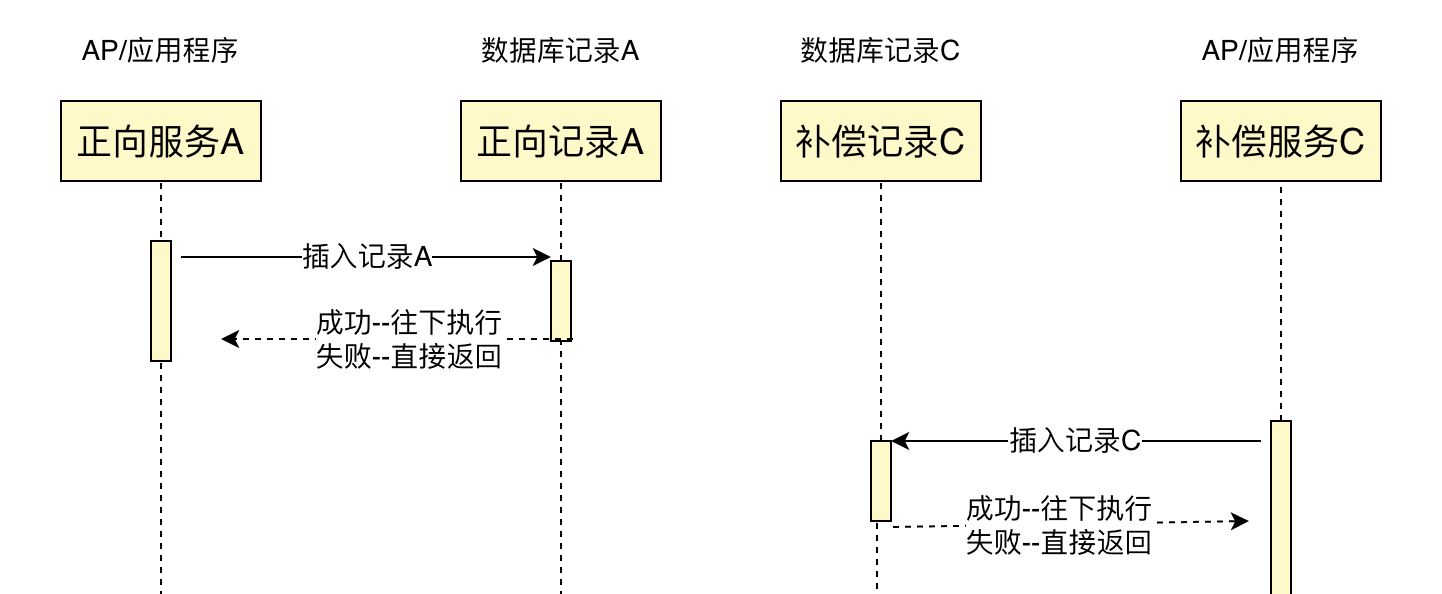 AP/应用程序
数据库记录A
数据库记录C
AP/应用程序
正向服务A
正向记录A
补偿记录C
补偿服务C
插入记录A
成功--往下执行
失败--直接返回
插入记录C
成功--往下执行
失败--直接返回